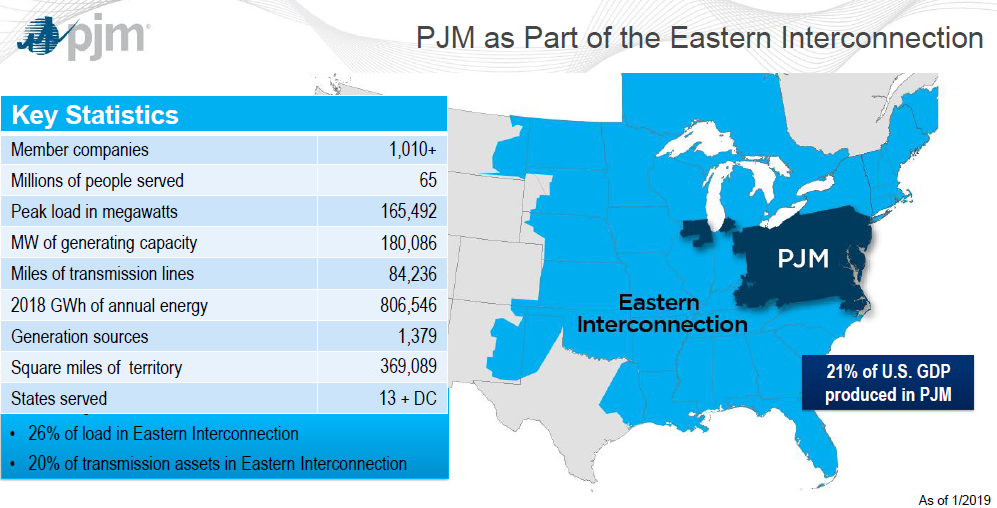 pjm®
PJM as Part of the Eastern Interconnection
Key Statistics
Member companies 1,010+
Millions of people served 65
Peak load in megawatts 165,492
MW of generating capacity 180,086
Miles of transmission lines 84,236
2018 GWh of annual energy 806,546
Generation sources 1,379
Square miles of territory 369,089
States served 13 + DC
• 26% of load in Eastern Interconnection
• 20% of transmission assets in Eastern Interconnection
PJM
Eastern
Interconnection
21% of U.S. GDP
produced in PJM
As of 1/2019